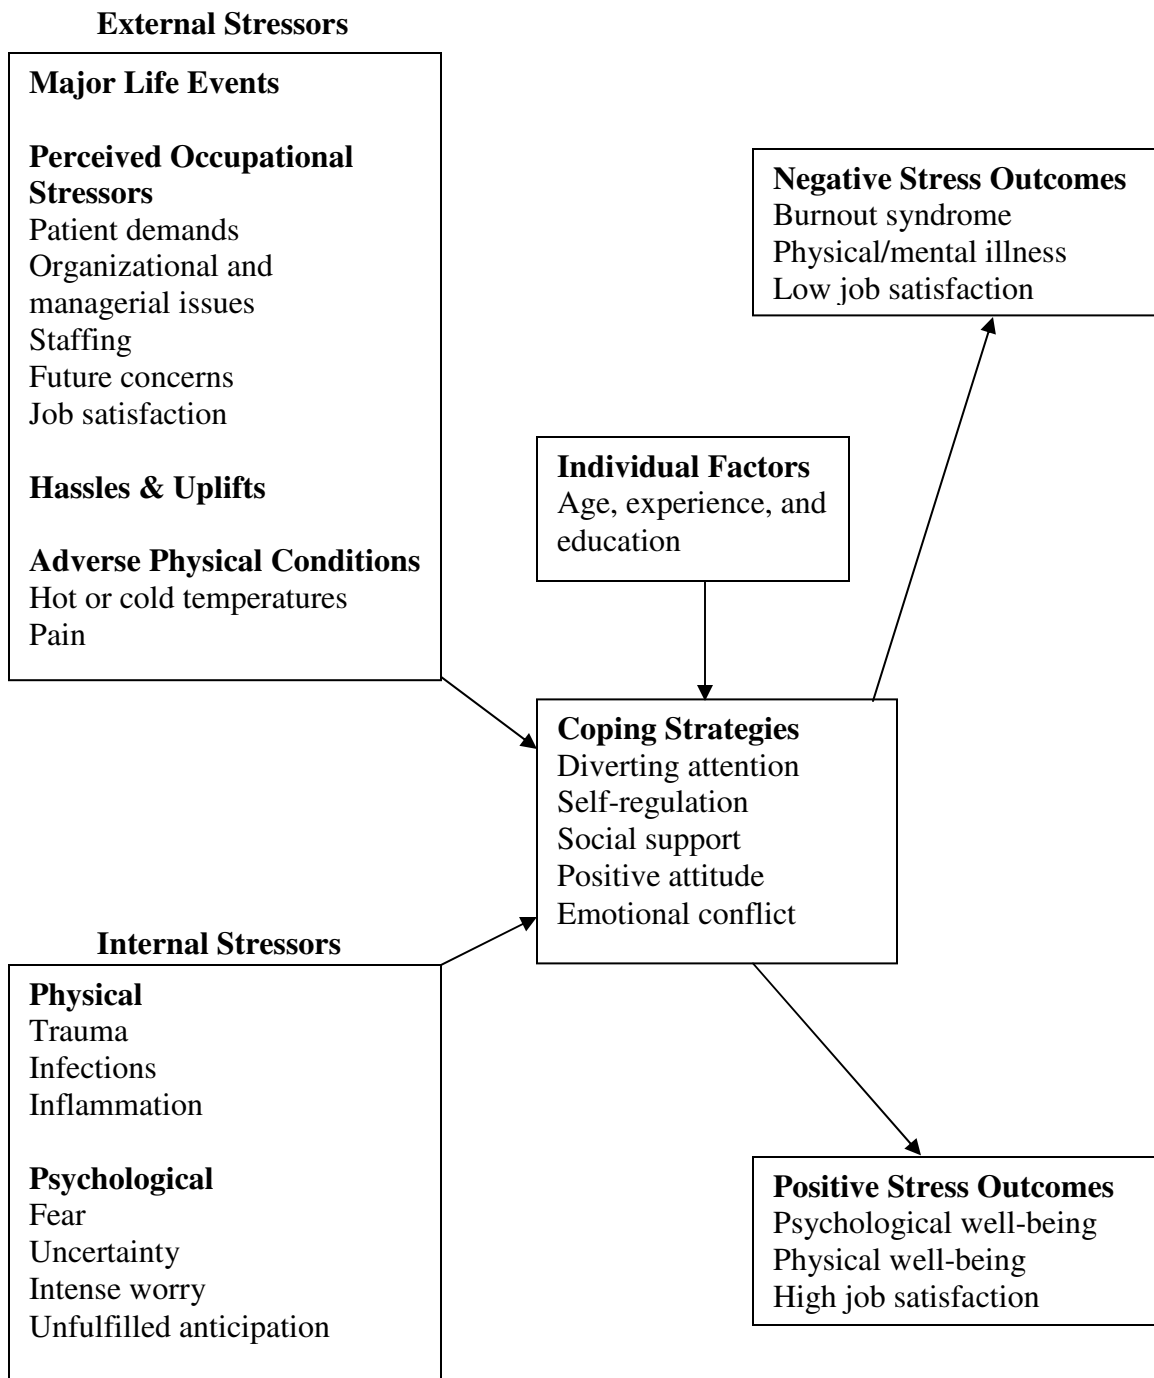 External Stressors
Major Life Events
Perceived Occupational
Stressors
Patient demands
Organizational and
managerial issues
Staffing
Future concerns
Job satisfaction
Hassles & Uplifts
Adverse Physical Conditions
Hot or cold temperatures
Pain
Internal Stressors
Physical
Trauma
Infections
Inflammation
Psychological
Fear
Uncertainty
Intense worry
Unfulfilled anticipation
Individual Factors
Age, experience, and
education
Coping Strategies
Diverting attention
Self-regulation
Social support
Positive attitude
Emotional conflict
Negative Stress Outcomes
Burnout syndrome
Physical/mental illness
Low job satisfaction
Positive Stress Outcomes
Psychological well-being
Physical well-being
High job satisfaction